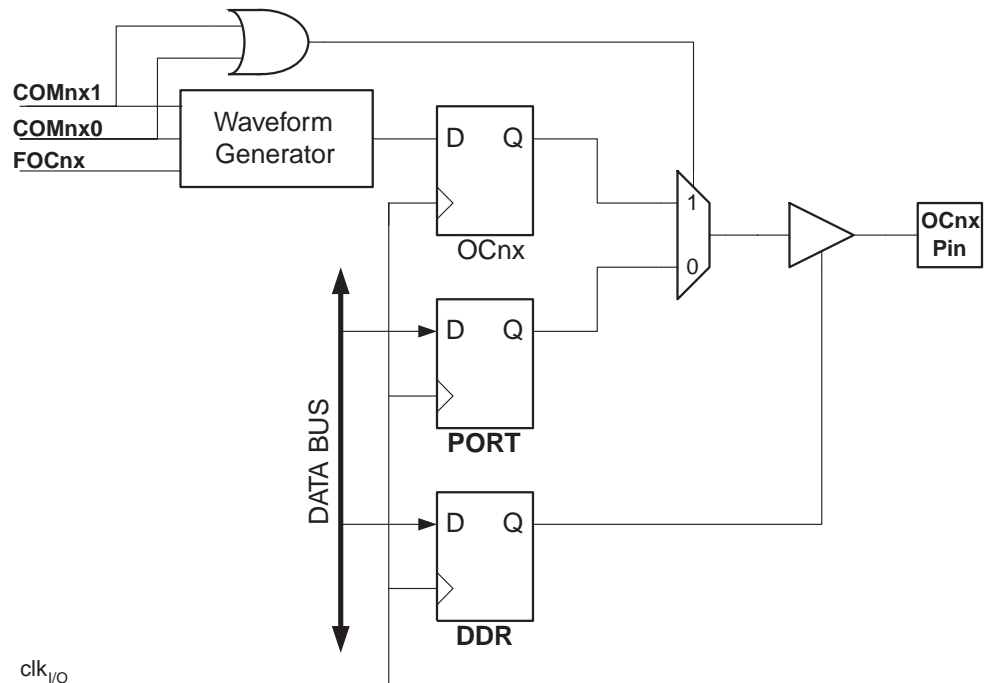 COMnx1
COMnx0
FOCnx
Waveform
Generator
D Q
OCnx
1
0
OCnx
Pin
DATA BUS
D Q
PORT
D Q
DDR
clkI/O